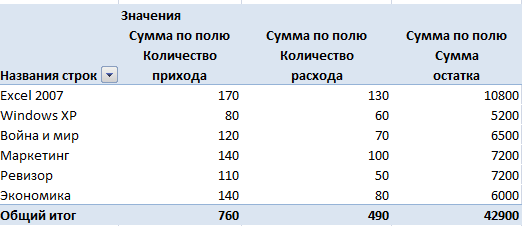 Значения
Сумма по полю Сумма по полю Сумма по полю
Количество Количество Сумма
Названия строк прихода расхода остатка
Excel 2007 170 130 10800
Windows XP 80 60 5200
Война и мир 120 70 6500
Маркетинг 140 100 7200
Ревизор 110 50 7200
Экономика 140 80 6000
Общий итог 760 490 42900